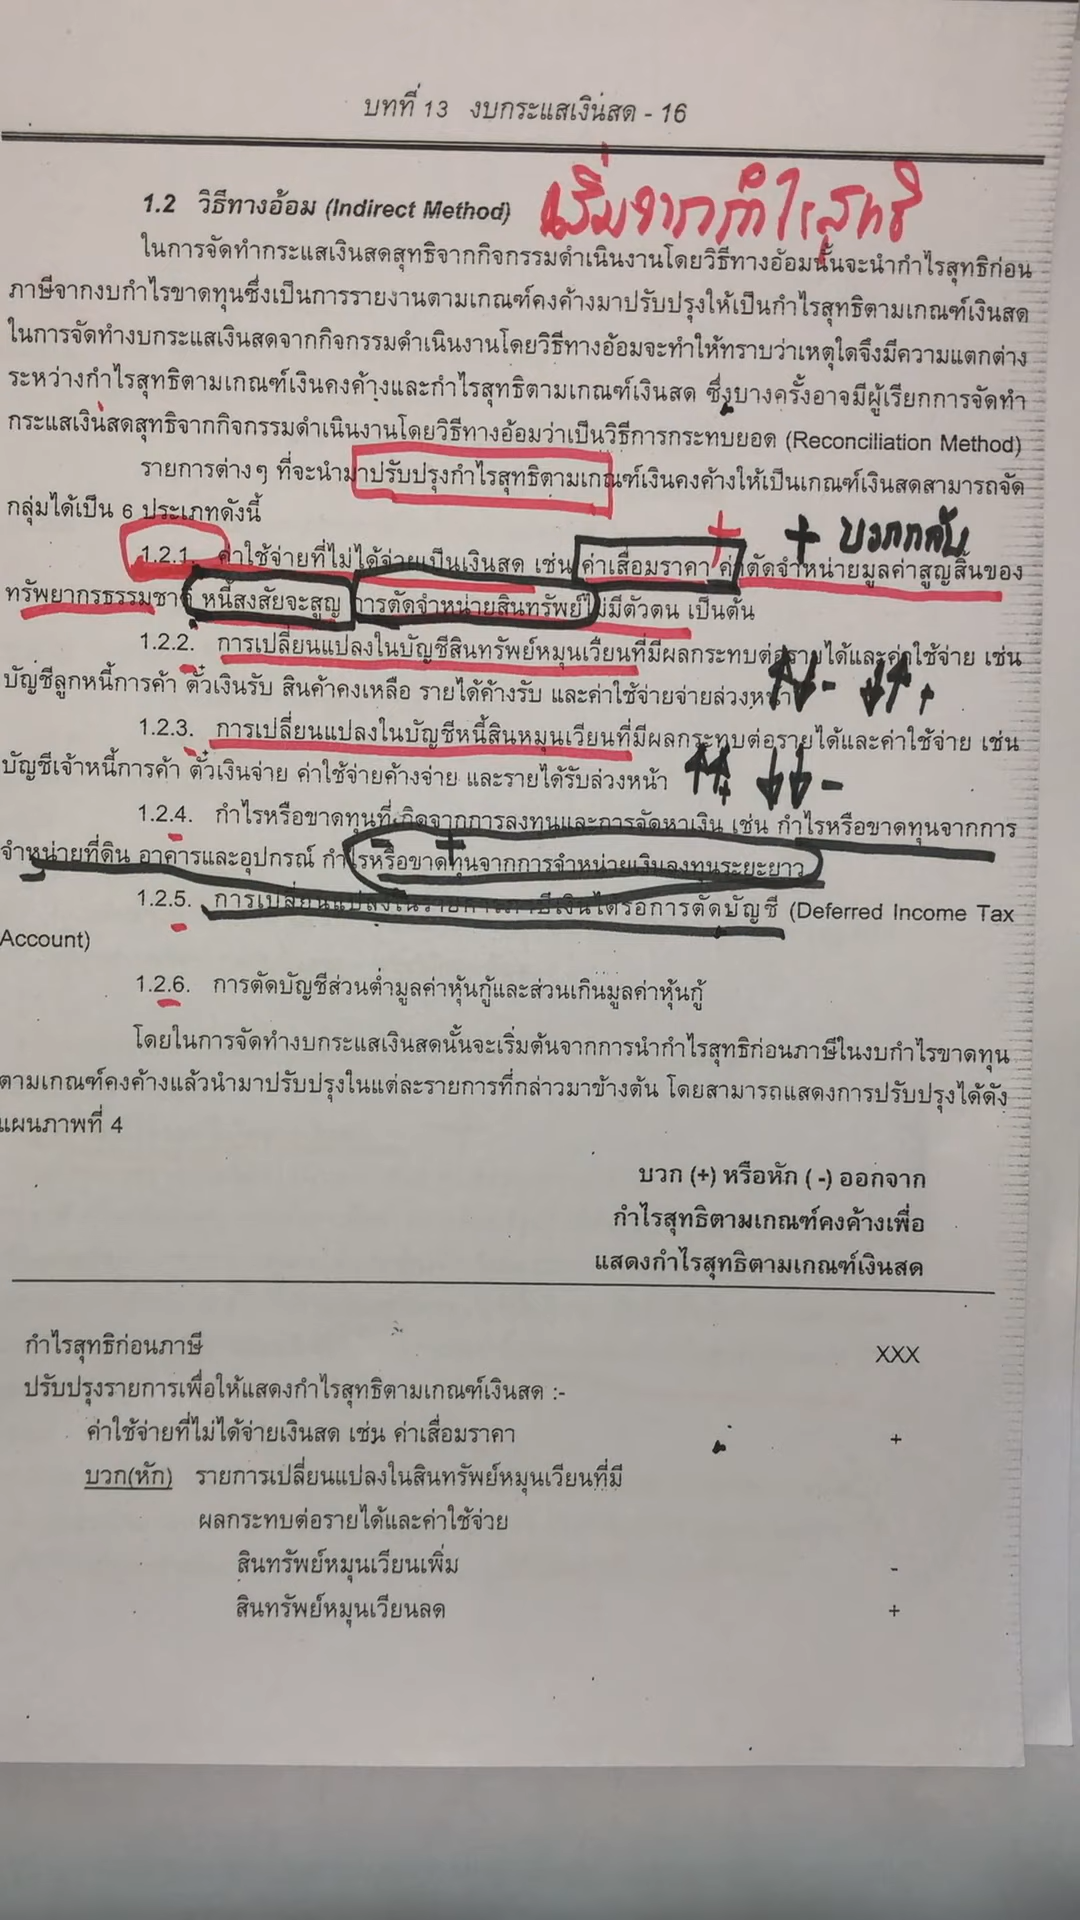 บทที่ 13 งบกระแสเงินสด - 16
1.2 วิธีทางอ้อม (Indirect Method) เริ่มจากกำไรสุทธิ
ในการจัดทำกระแสเงินสดสุทธิจากกิจกรรมดำเนินงานโดยวิธีทางอ้อมนั้นจะนำกำไรสุทธิก่อน
ภาษีจากงบกำไรขาดทุนซึ่งเป็นการรายงานตามเกณฑ์คงค้างมาปรับปรุงให้เป็นกำไรสุทธิตามเกณฑ์เงินสด
ในการจัดทำงบกระแสเงินสดจากกิจกรรมดำเนินงานโดยวิธีทางอ้อมจะทำให้ทราบว่าเหตุใดจึงมีความแตกต่าง
ระหว่างกำไรสุทธิตามเกณฑ์เงินคงค้างและกำไรสุทธิตามเกณฑ์เงินสด ซึ่งบางครั้งอาจมีผู้เรียกการจัดทำ
กระแสเงินสดสุทธิจากกิจกรรมดำเนินงานโดยวิธีทางอ้อมว่าเป็นวิธีการกระทบยอด (Reconciliation Method)
รายการต่างๆ ที่จะนำมาปรับปรุงกำไรสุทธิตามเกณฑ์เงินคงค้างให้เป็นเกณฑ์เงินสดสามารถจัด
กลุ่มได้เป็น 6 ประเภทดังนี้
+ + บวกกลับ
1.2.1. ค่าใช้จ่ายที่ไม่ได้จ่ายเป็นเงินสด เช่น ค่าเสื่อมราคา ค่าตัดจำหน่ายมูลค่าสูญสิ้นของ
ทรัพยากรธรรมชาติ หนี้สงสัยจะสูญ การตัดจำหน่ายสินทรัพย์ไม่มีตัวตน เป็นต้น
1.2.2. การเปลี่ยนแปลงในบัญชีสินทรัพย์หมุนเวียนที่มีผลกระทบต่อรายได้และค่าใช้จ่าย เช่น
บัญชีลูกหนี้การค้า ตั๋วเงินรับ สินค้าคงเหลือ รายได้ค้างรับ และค่าใช้จ่ายจ่ายล่วงหน้า ↑↓ - ↓↑ +
1.2.3. การเปลี่ยนแปลงในบัญชีหนี้สินหมุนเวียนที่มีผลกระทบต่อรายได้และค่าใช้จ่าย เช่น
บัญชีเจ้าหนี้การค้า ตั๋วเงินจ่าย ค่าใช้จ่ายค้างจ่าย และรายได้รับล่วงหน้า ↑↑ + ↓↓ -
1.2.4. กำไรหรือขาดทุนที่เกิดจากการลงทุนและการจัดหาเงิน เช่น กำไรหรือขาดทุนจากการ
- +
จำหน่ายที่ดิน อาคารและอุปกรณ์ กำไรหรือขาดทุนจากการจำหน่ายเงินลงทุนระยะยาว
1.2.5. การเปลี่ยนแปลงในรายการภาษีเงินได้รอการตัดบัญชี (Deferred Income Tax
Account)
1.2.6. การตัดบัญชีส่วนต่ำมูลค่าหุ้นกู้และส่วนเกินมูลค่าหุ้นกู้
โดยในการจัดทำงบกระแสเงินสดนั้นจะเริ่มต้นจากการนำกำไรสุทธิก่อนภาษีในงบกำไรขาดทุน
ตามเกณฑ์คงค้างแล้วนำมาปรับปรุงในแต่ละรายการที่กล่าวมาข้างต้น โดยสามารถแสดงการปรับปรุงได้ดัง
แผนภาพที่ 4
บวก (+) หรือหัก ( -) ออกจาก
กำไรสุทธิตามเกณฑ์คงค้างเพื่อ
แสดงกำไรสุทธิตามเกณฑ์เงินสด
กำไรสุทธิก่อนภาษี XXX
ปรับปรุงรายการเพื่อให้แสดงกำไรสุทธิตามเกณฑ์เงินสด :-
ค่าใช้จ่ายที่ไม่ได้จ่ายเงินสด เช่น ค่าเสื่อมราคา +
บวก(หัก) รายการเปลี่ยนแปลงในสินทรัพย์หมุนเวียนที่มี
ผลกระทบต่อรายได้และค่าใช้จ่าย
สินทรัพย์หมุนเวียนเพิ่ม -
สินทรัพย์หมุนเวียนลด +